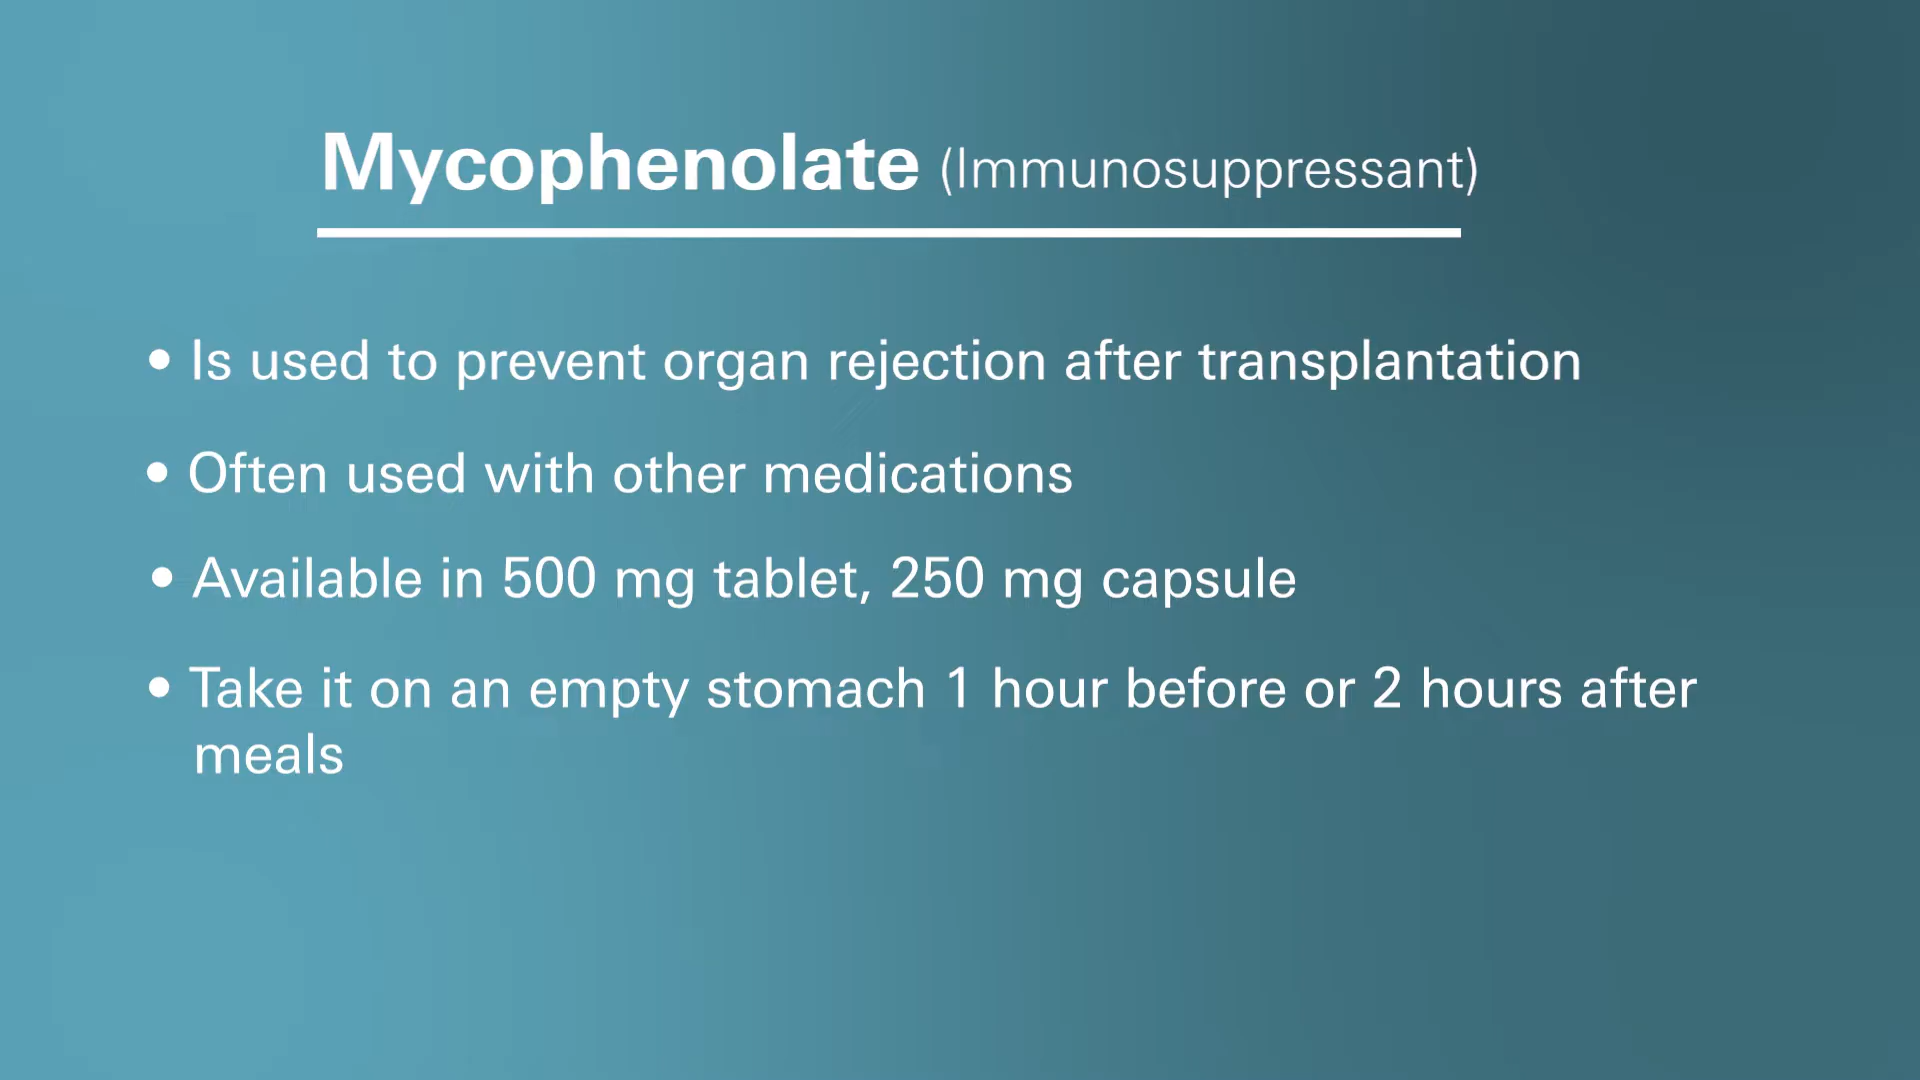 Mycophenolate (Immunosuppressant)
• Is used to prevent organ rejection after transplantation
• Often used with other medications
• Available in 500 mg tablet, 250 mg capsule
• Take it on an empty stomach 1 hour before or 2 hours after
meals